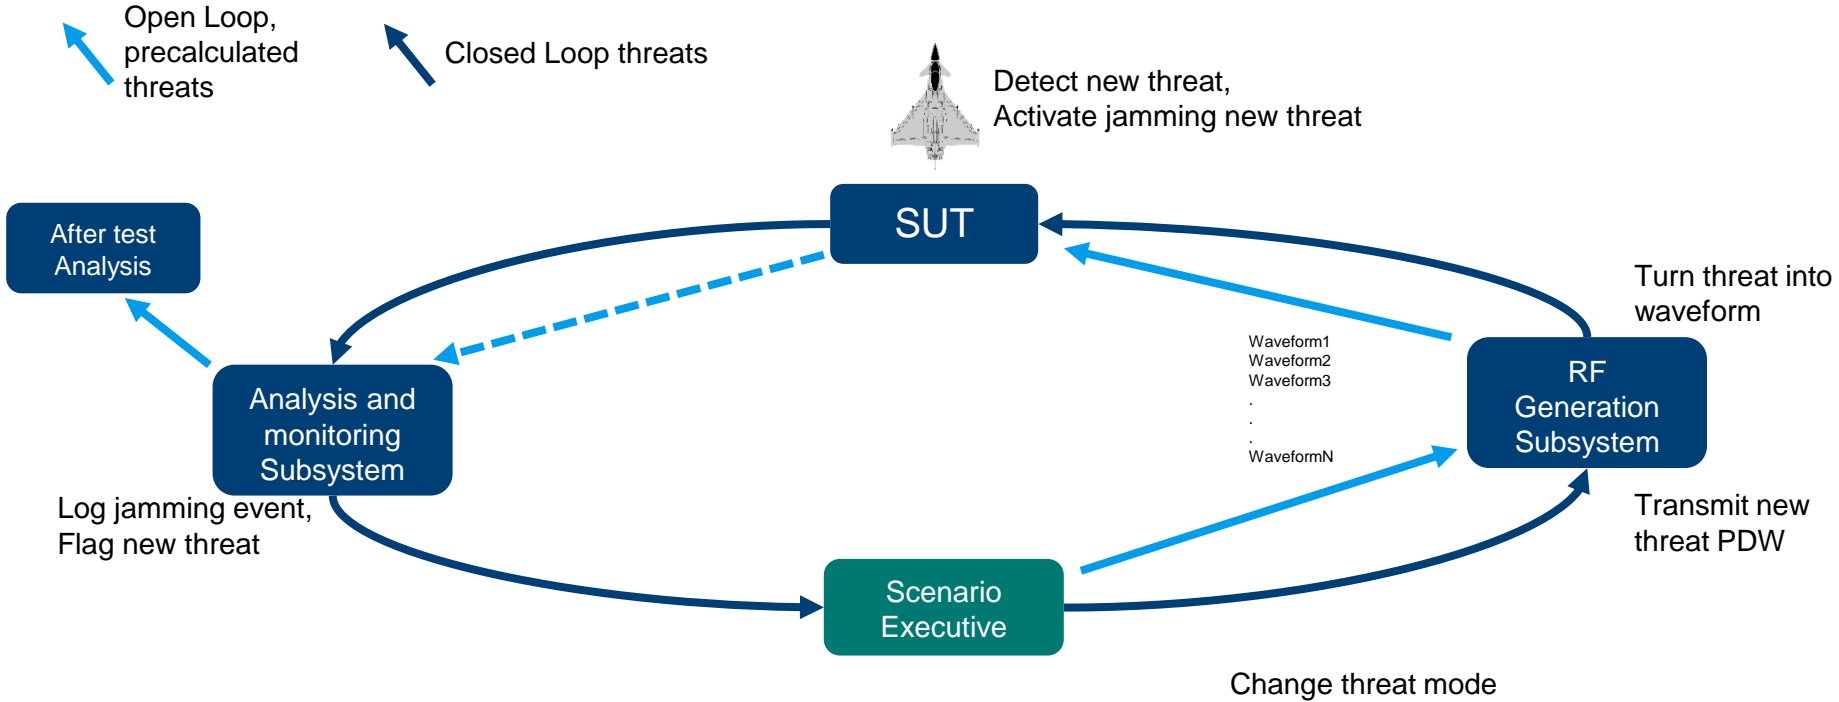 Open Loop,
precalculated
threats
Closed Loop threats
Detect new threat,
Activate jamming new threat
SUT
After test
Analysis
Turn threat into
waveform
Waveform1
Waveform2
Waveform3
.
.
.
WaveformN
RF
Generation
Subsystem
Analysis and
monitoring
Subsystem
Log jamming event,
Flag new threat
Transmit new
threat PDW
Scenario
Executive
Change threat mode